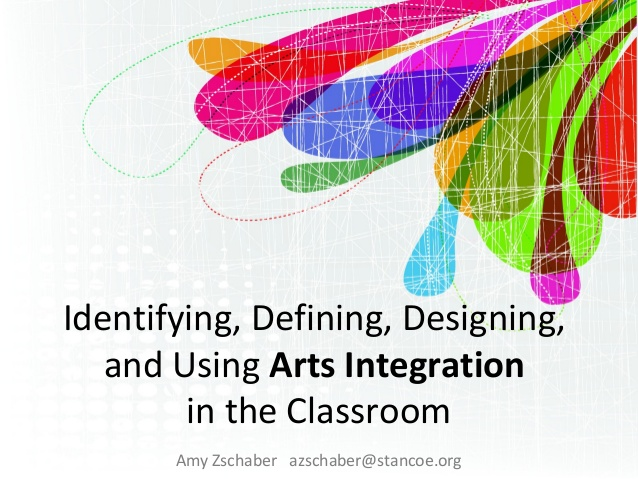 Identifying, Defining, Designing,
and Using Arts Integration
in the Classroom
Amy Zschaber azschaber@stancoe.org